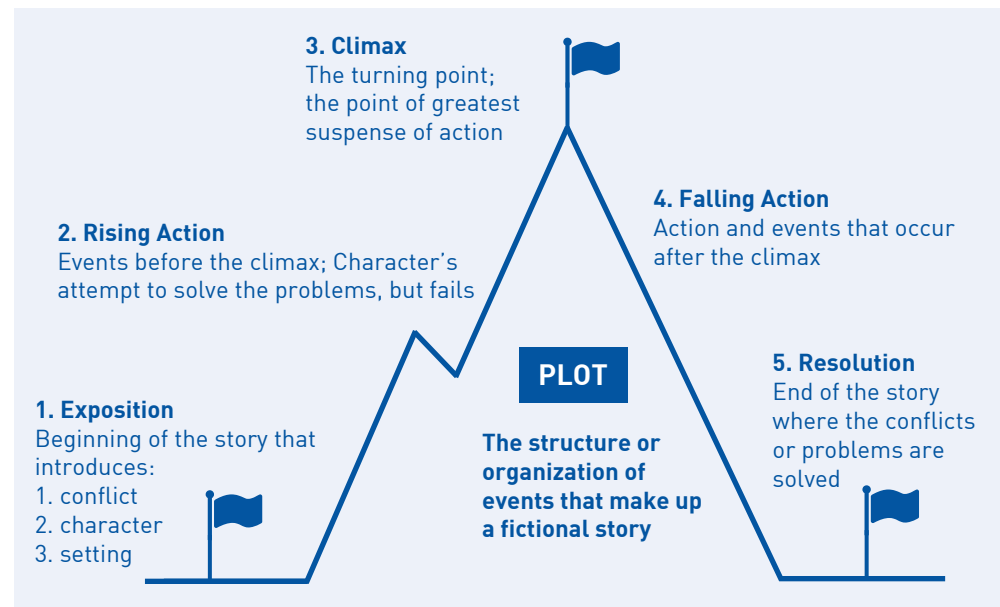 3. Climax
The turning point;
the point of greatest
suspense of action
2. Rising Action
Events before the climax; Character's
attempt to solve the problems, but fails
4. Falling Action
Action and events that occur
after the climax
1. Exposition
Beginning of the story that
introduces:
1. conflict
2. character
3. setting
PLOT
The structure or
organization of
events that make up
a fictional story
5. Resolution
End of the story
where the conflicts
or problems are
solved